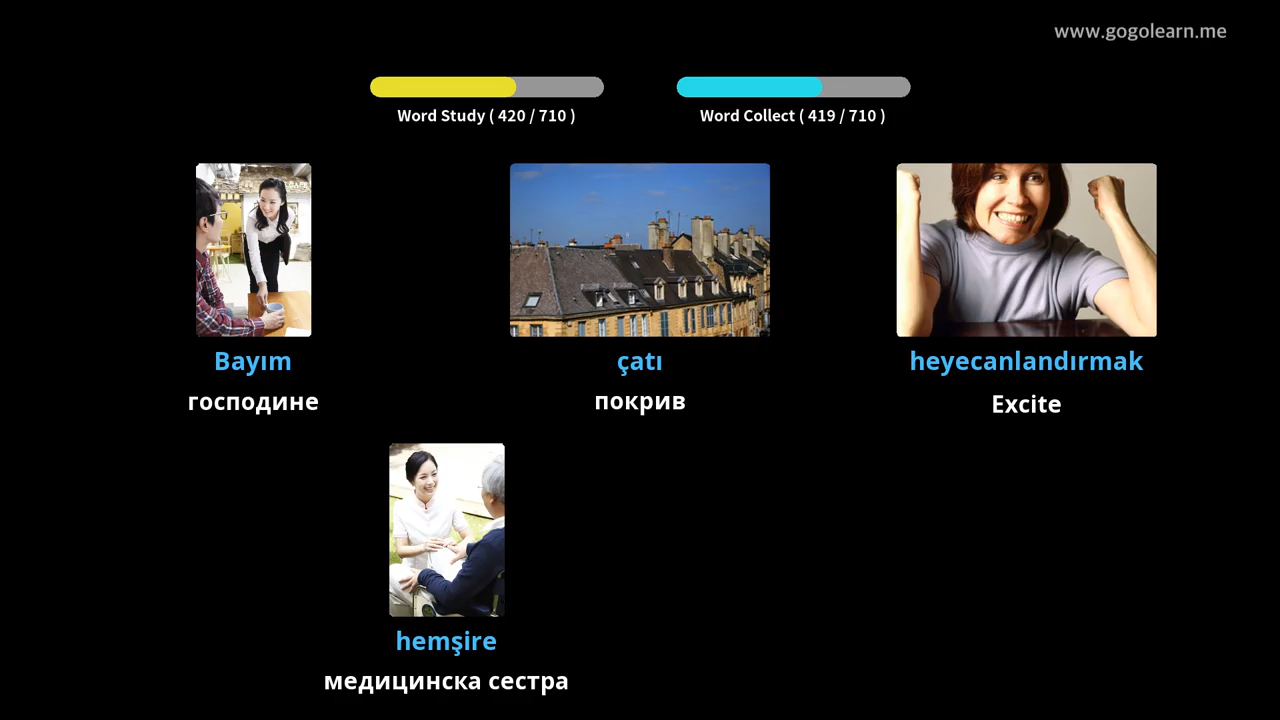 www.gogolearn.me
Word Study ( 420 / 710 )
Word Collect ( 419 / 710 )
Bayım
çatı
heyecanlandırmak
господине
покрив
Excite
hemşire
медицинска сестра